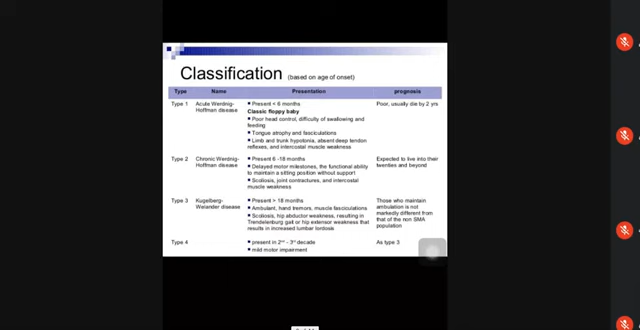 Classification (based on age of onset)
Type Name Presentation prognosis
Type 1 Acute Werdnig- ▪ Present < 6 months Poor, usually die by 2 yrs
Hoffman disease Classic floppy baby
▪ Poor head control, difficulty of swallowing and
feeding
▪ Tongue atrophy and fasciculations
▪ Limb and trunk hypotonia, absent deep tendon
reflexes, and intercostal muscle weakness
Type 2 Chronic Werdnig- ▪ Present 6 -18 months Expected to live into their
Hoffman disease ▪ Delayed motor milestones, the functional ability twenties and beyond
to maintain a sitting position without support
▪ Scoliosis, joint contractures, and intercostal
muscle weakness
Type 3 Kugelberg- ▪ Present > 18 months Those who maintain
Welander disease ▪ Ambulant, hand tremors, muscle fasciculations ambulation is not
▪ Scoliosis, hip abductor weakness, resulting in markedly different from
Trendelenburg gait or hip extensor weakness that that of the non SMA
results in increased lumbar lordosis population
Type 4 ▪ present in 2nd - 3rd decade As type 3
▪ mild motor impairment